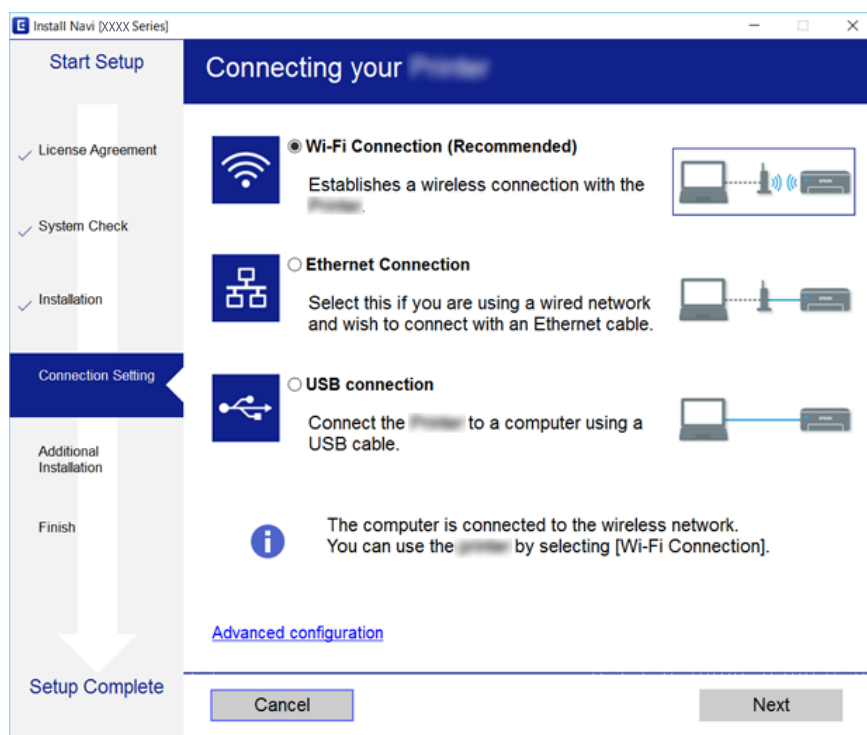 Install Navi [XXXX Series]
Start Setup
License Agreement
System Check
Installation
Connection Setting
Additional
Installation
Finish
Setup Complete
Connecting your
Wi-Fi Connection (Recommended)
Establishes a wireless connection with the
.
Ethernet Connection
Select this if you are using a wired network
and wish to connect with an Ethernet cable.
USB connection
Connect the to a computer using a
USB cable.
The computer is connected to the wireless network.
You can use the by selecting [Wi-Fi Connection].
Advanced configuration
Cancel
Next